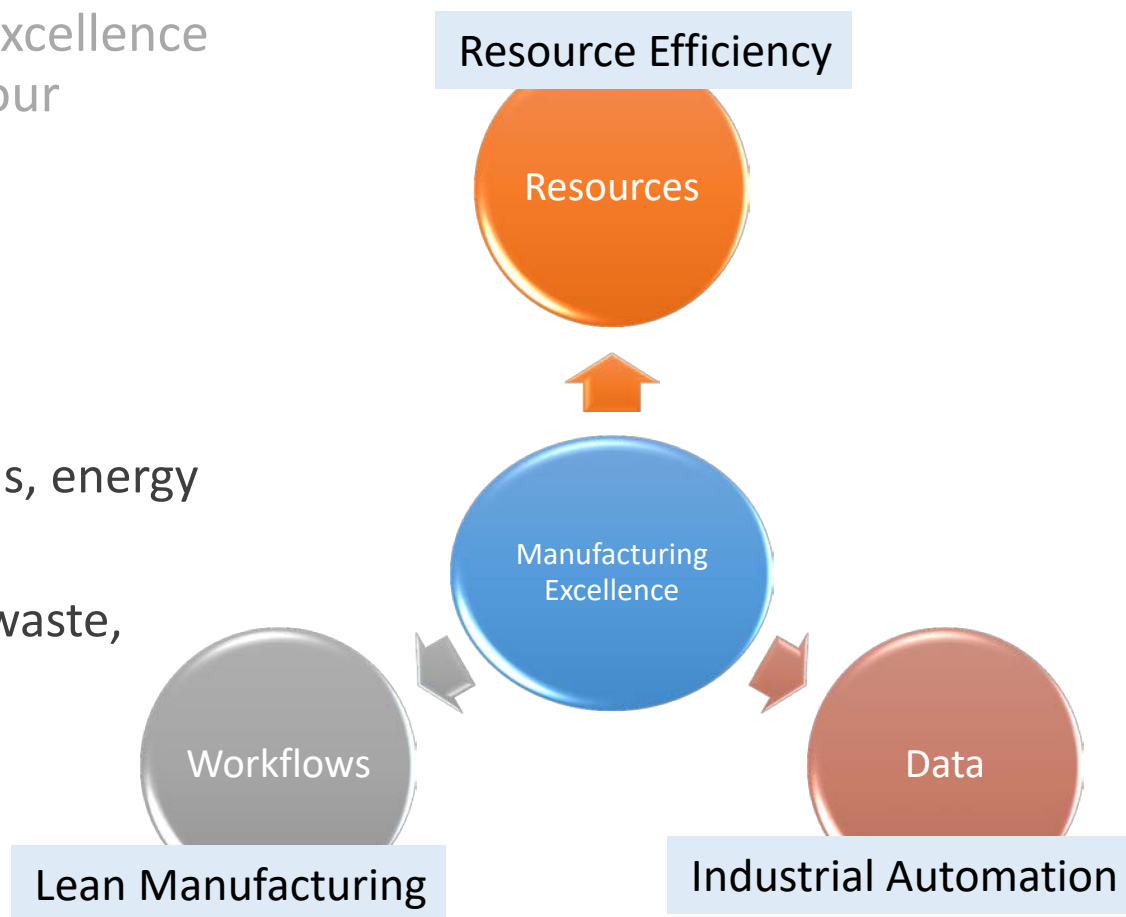 xcellence
our
s, energy
waste,
Resource Efficiency
Resources
Manufacturing
Excellence
Workflows
Data
Lean Manufacturing
Industrial Automation